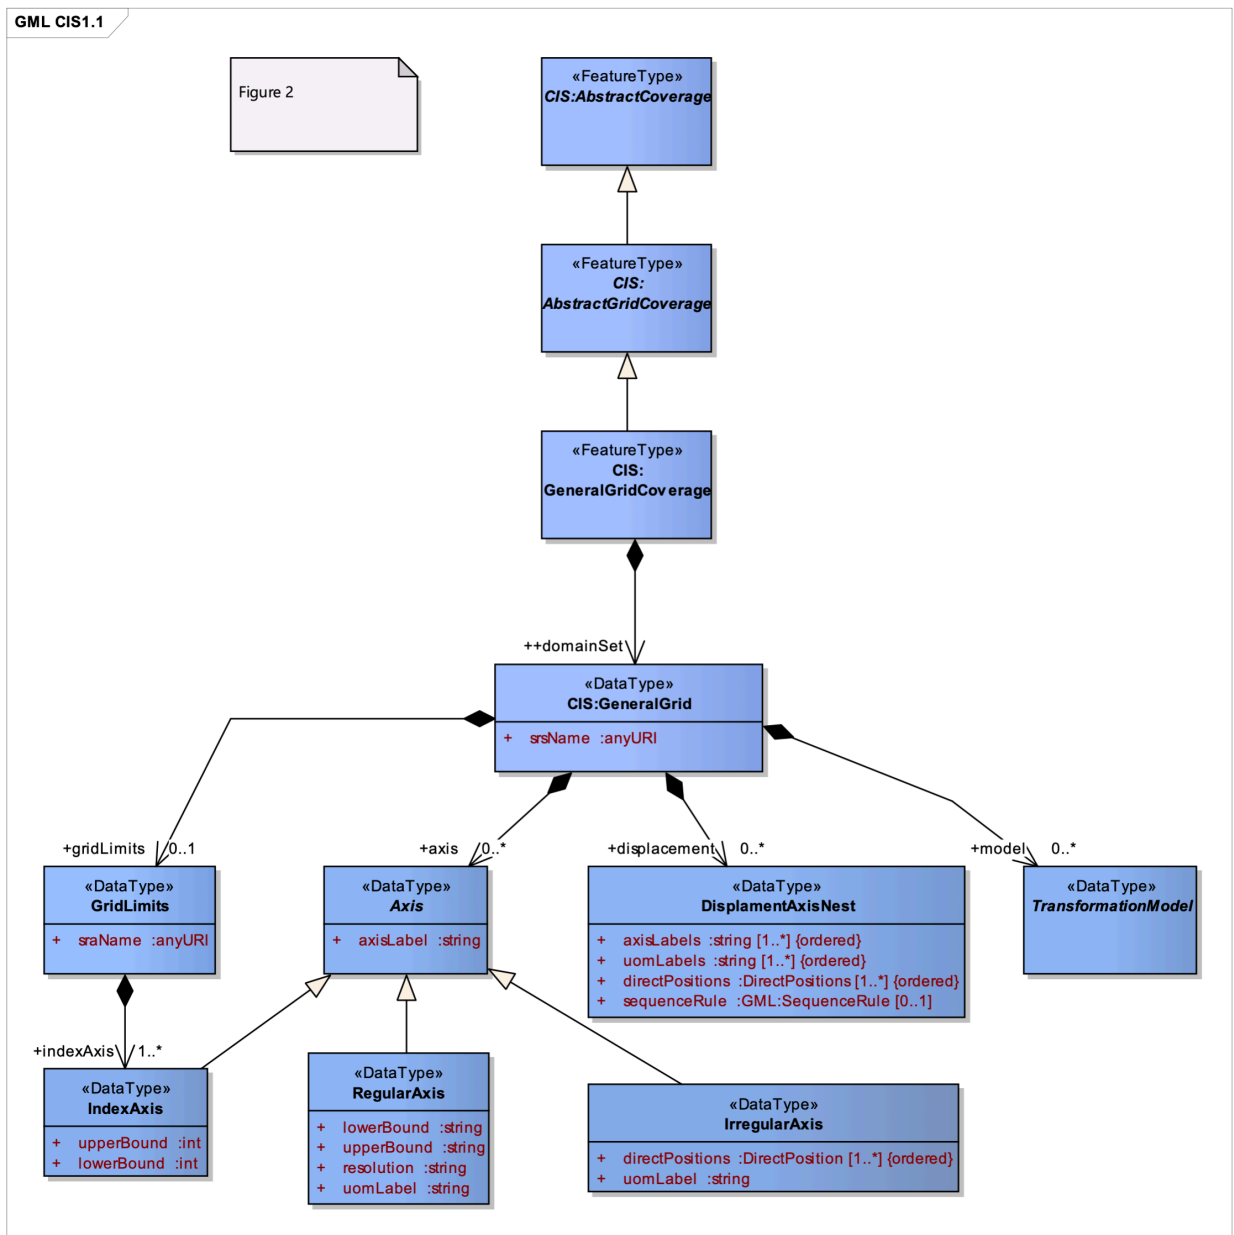 GML CIS1.1
Figure 2
«FeatureType»
CIS:AbstractCoverage
«FeatureType»
CIS:
AbstractGridCoverage
«FeatureType»
CIS:
GeneralGridCoverage
++domainSet
«DataType»
CIS:GeneralGrid
+ srsName :anyURI
+gridLimits 0..1
+axis 0..*
+displacement 0..*
+model 0..*
«DataType»
GridLimits
+ sraName :anyURI
«DataType»
Axis
+ axisLabel :string
«DataType»
DisplamentAxisNest
+ axisLabels :string [1..*] {ordered}
+ uomLabels :string [1..*] {ordered}
+ directPositions :DirectPositions [1..*] {ordered}
+ sequenceRule :GML:SequenceRule [0..1]
«DataType»
TransformationModel
+indexAxis 1..*
«DataType»
IndexAxis
+ upperBound :int
+ lowerBound :int
«DataType»
RegularAxis
+ lowerBound :string
+ upperBound :string
+ resolution :string
+ uomLabel :string
«DataType»
IrregularAxis
+ directPositions :DirectPosition [1..*] {ordered}
+ uomLabel :string